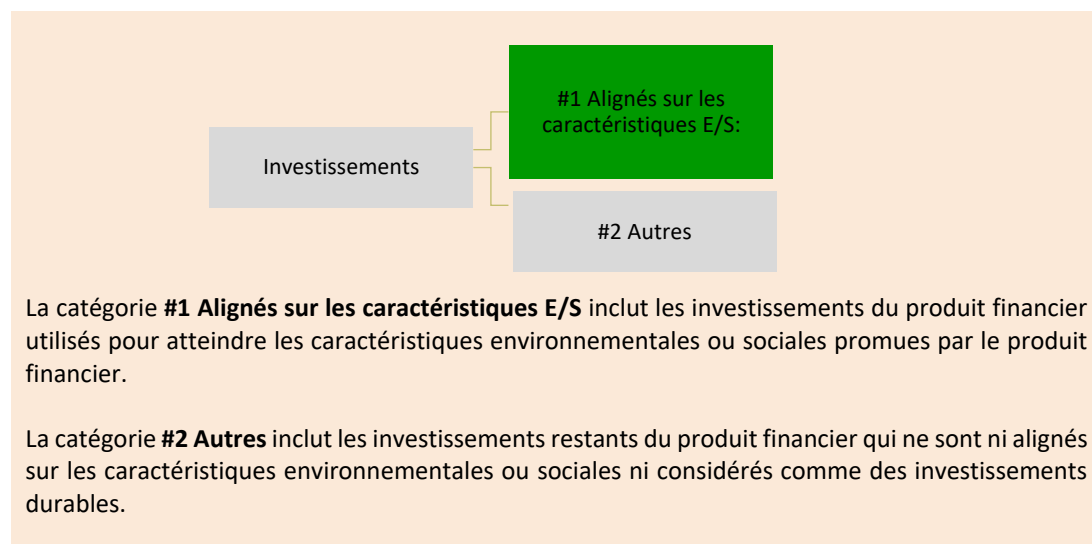 #1 Alignés sur les
caractéristiques E/S:
Investissements
#2 Autres
La catégorie #1 Alignés sur les caractéristiques E/S inclut les investissements du produit financier
utilisés pour atteindre les caractéristiques environnementales ou sociales promues par le produit
financier.
La catégorie #2 Autres inclut les investissements restants du produit financier qui ne sont ni alignés
sur les caractéristiques environnementales ou sociales ni considérés comme des investissements
durables.